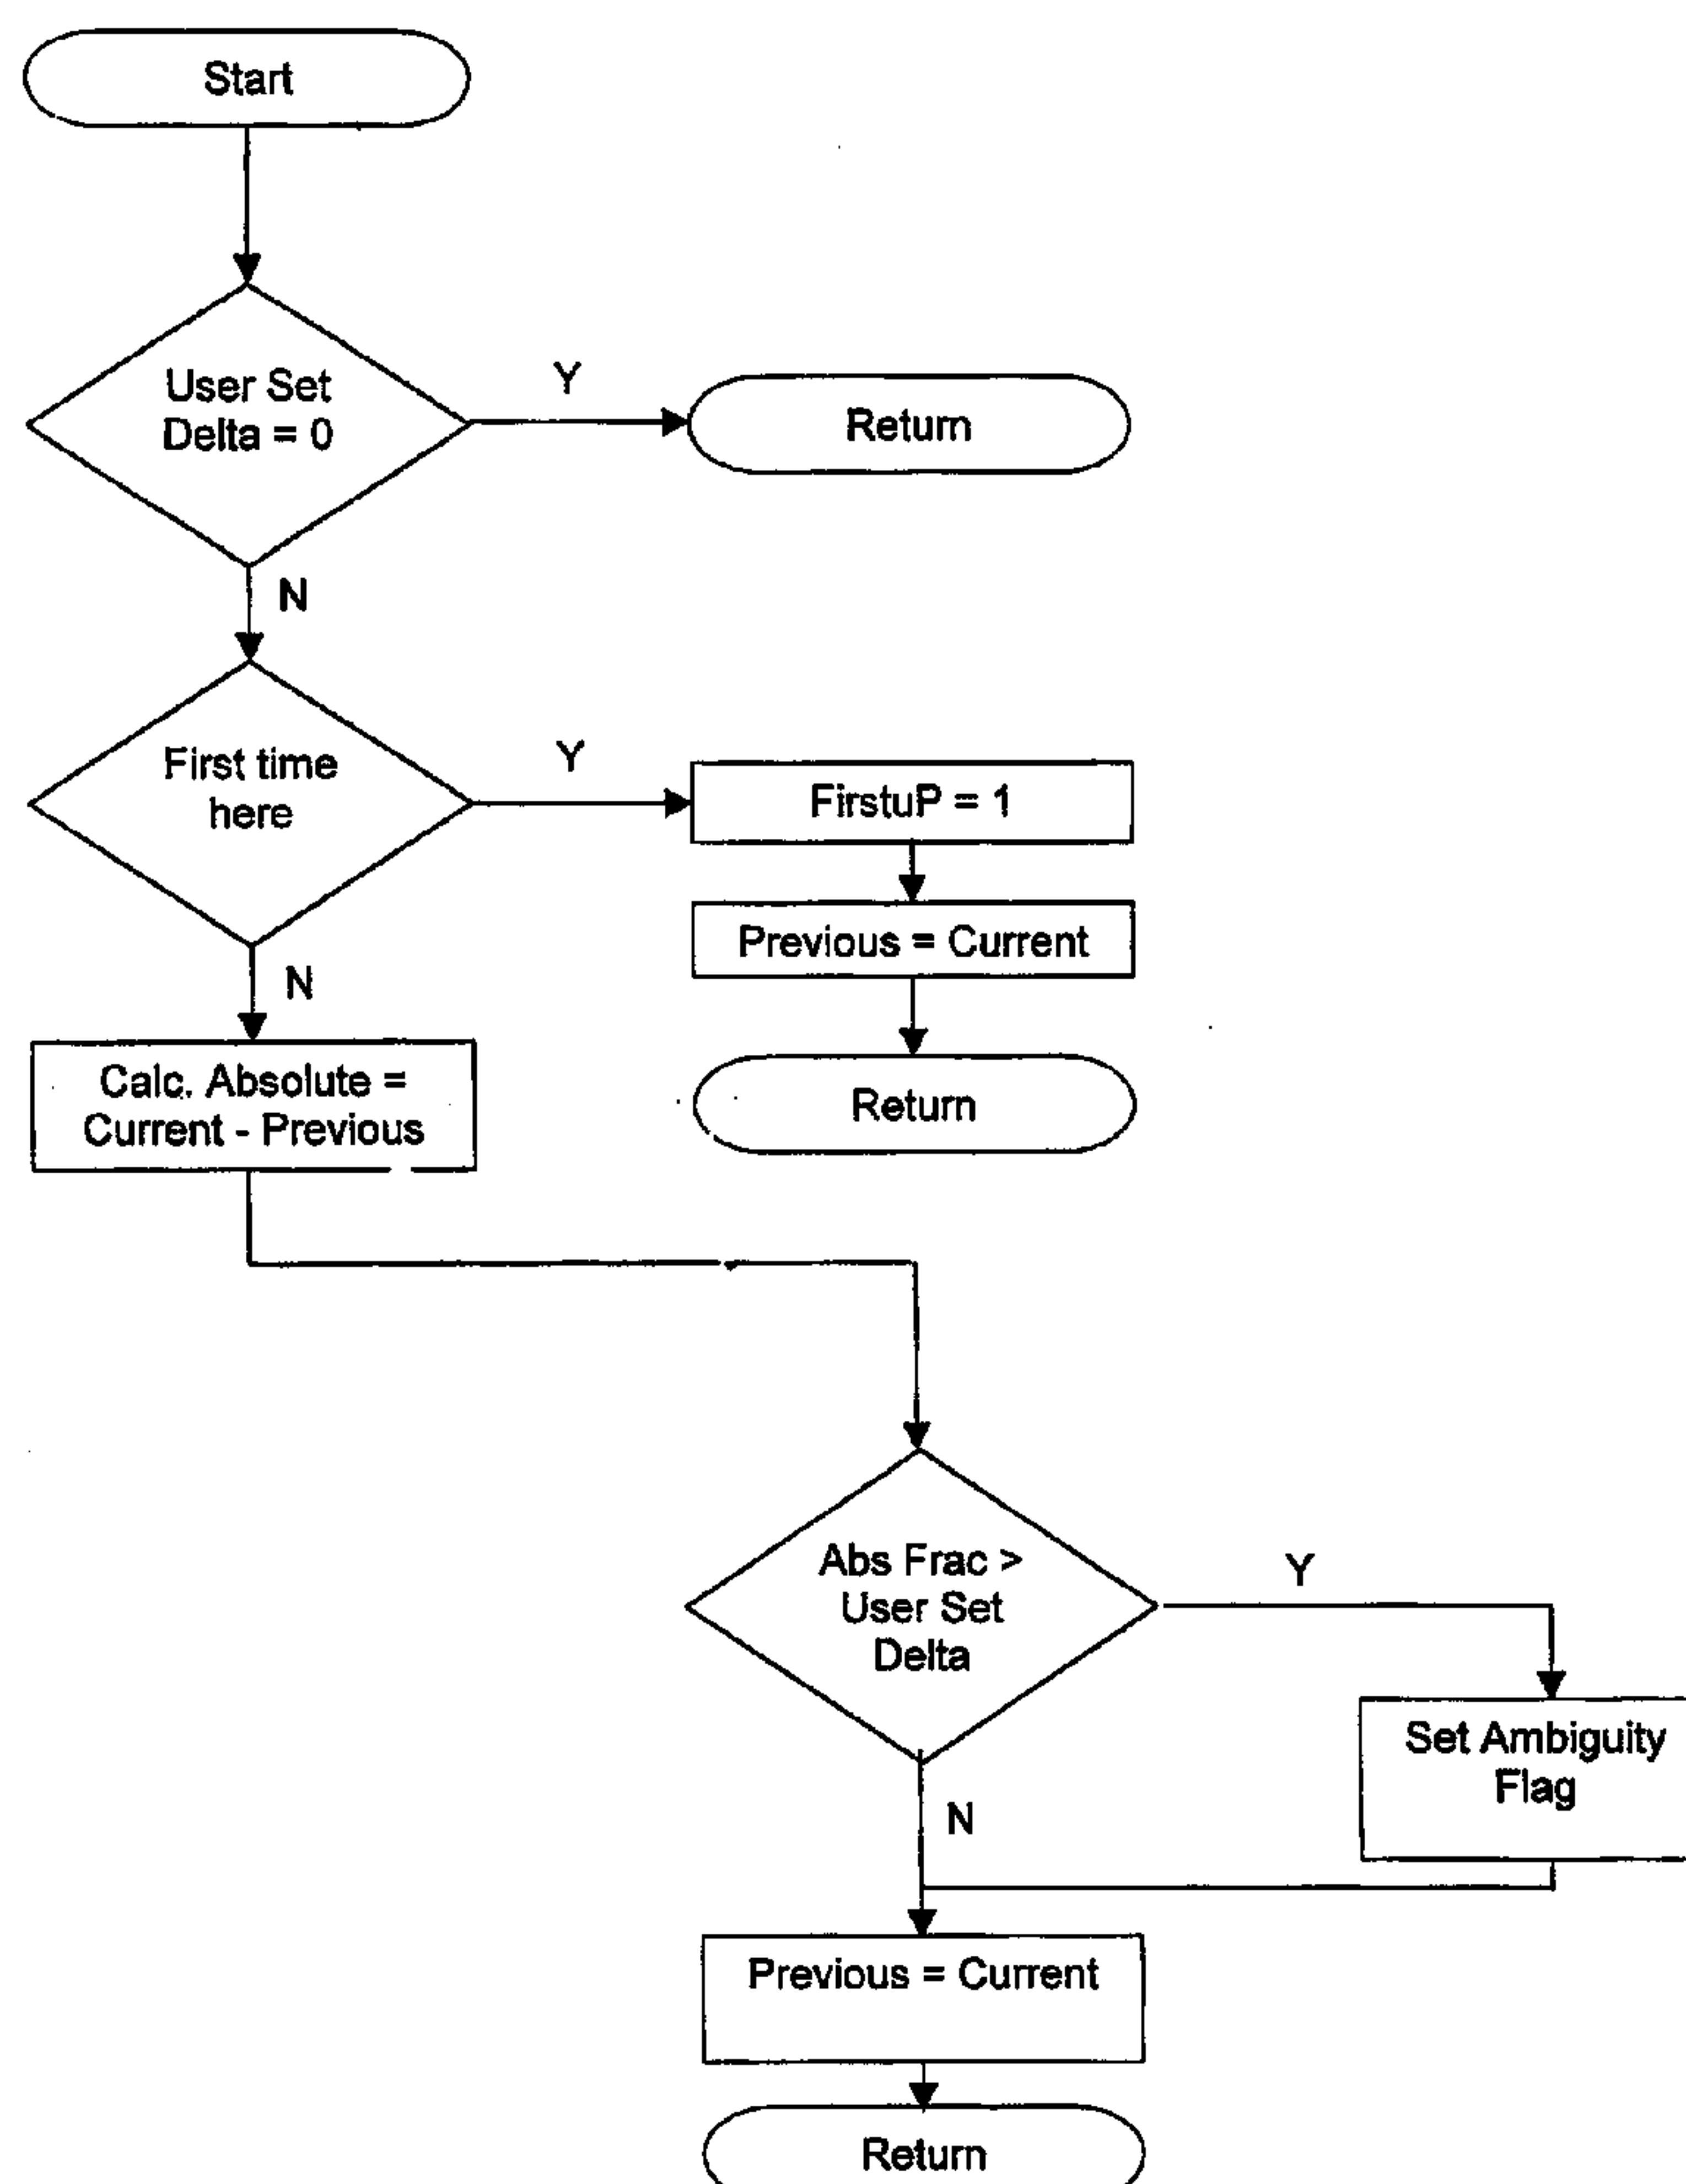 Start
User Set
Delta = 0
Y
Return
N
First time
here
Y
FirstuP = 1
Previous = Current
Return
N
Calc. Absolute =
Current - Previous
Abs Frac >
User Set
Delta
Y
Set Ambiguity
Flag
N
Previous = Current
Return